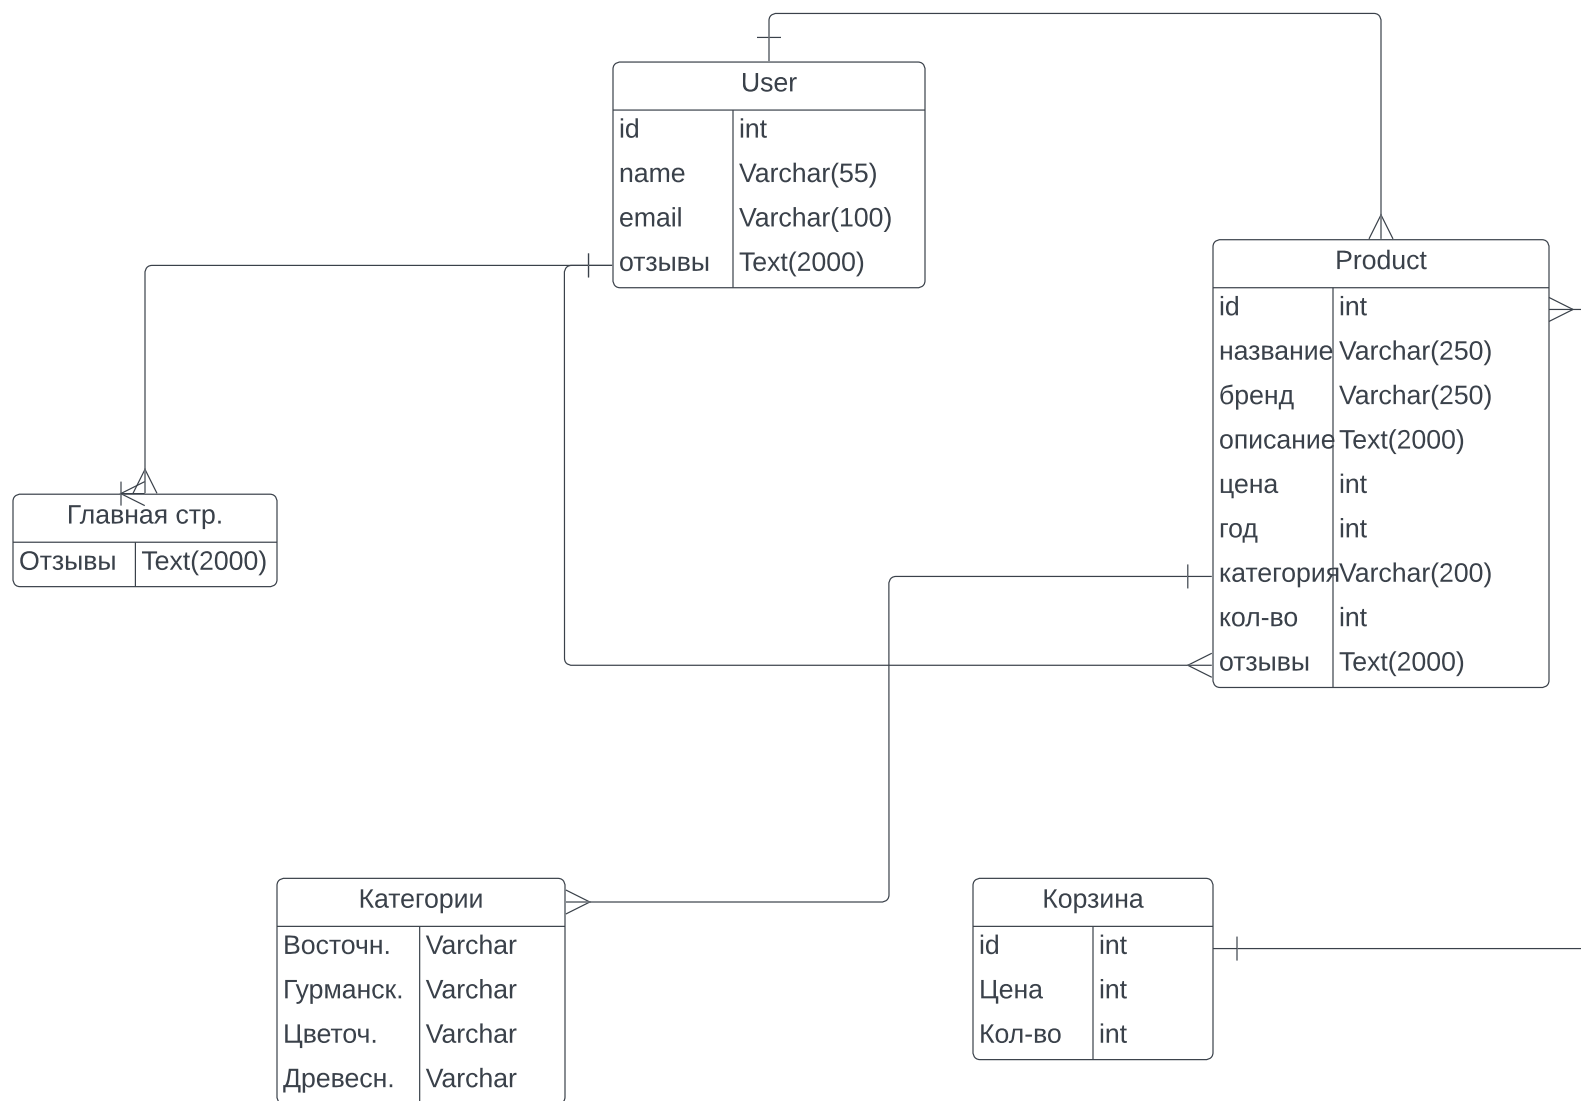 User
id int
name Varchar(55)
email Varchar(100)
отзывы Text(2000)
Product
id int
название Varchar(250)
бренд Varchar(250)
описание Text(2000)
цена int
год int
категория Varchar(200)
кол-во int
отзывы Text(2000)
Главная стр.
Отзывы Text(2000)
Категории
Восточн. Varchar
Гурманск. Varchar
Цветоч. Varchar
Древесн. Varchar
Корзина
id int
Цена int
Кол-во int